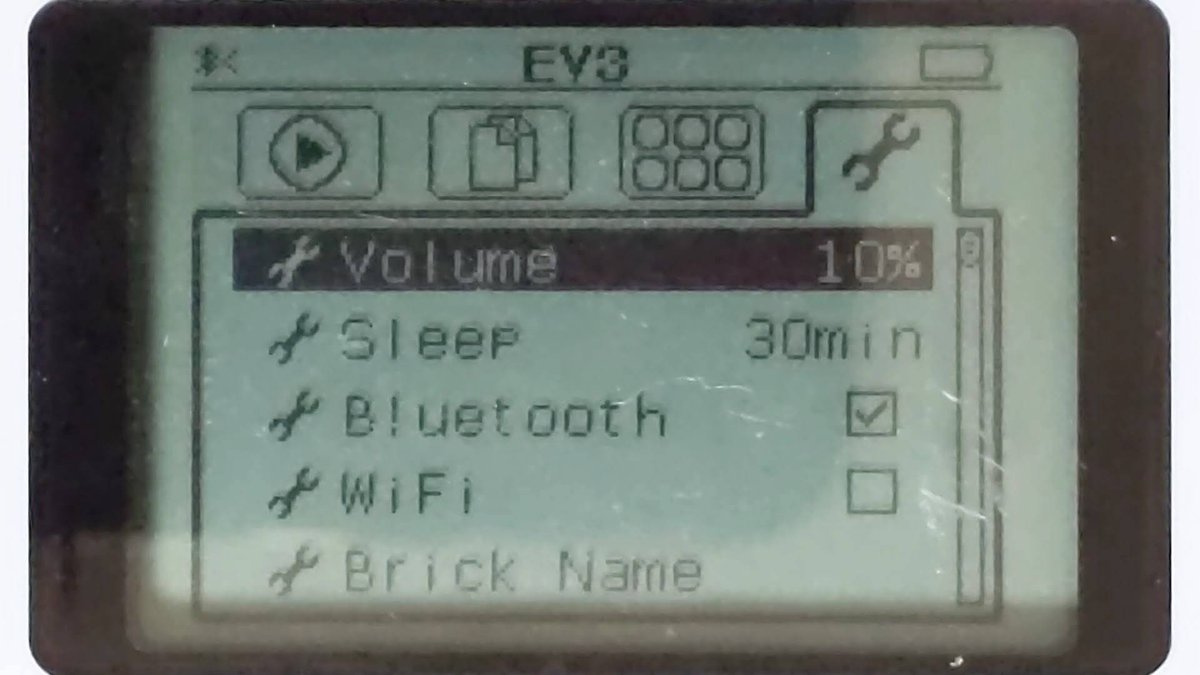 EV3
Volume 10%
Sleep 30min
Bluetooth
WiFi
Brick Name